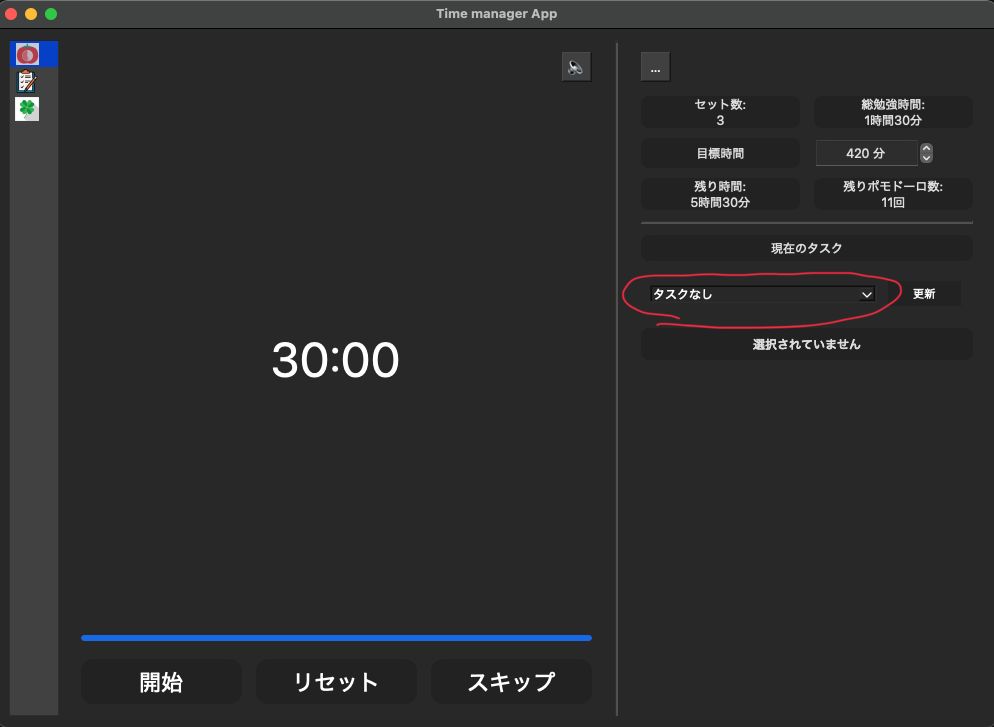 Time manager App
...
セット数:
3
総勉強時間:
1時間30分
目標時間
420 分
残り時間:
5時間30分
残りポモドーロ数:
11回
現在のタスク
タスクなし
更新
選択されていません
30:00
開始
リセット
スキップ